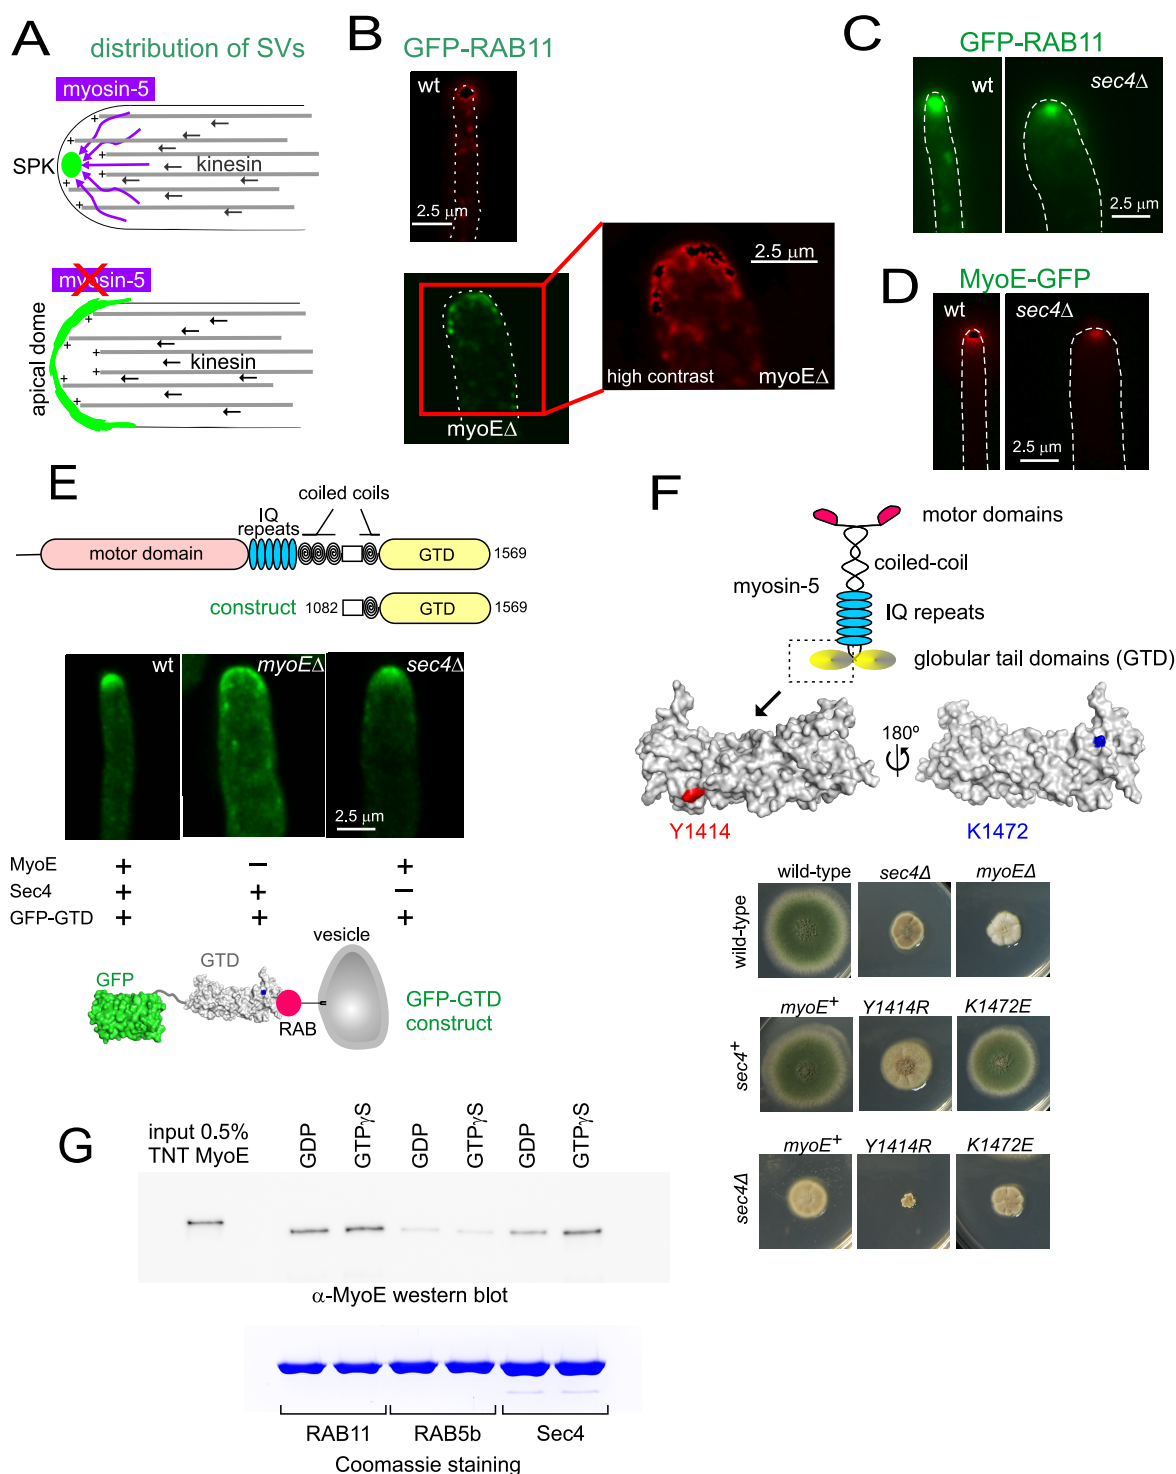 A
distribution of SVs
myosin-5
+
+
+
+
+
+
SPK
kinesin
myosin-5
+
+
+
+
+
+
apical dome
kinesin
B
GFP-RAB11
wt
2.5 µm
myoEΔ
2.5 µm
high contrast
myoEΔ
C
GFP-RAB11
wt
sec4Δ
2.5 µm
D
MyoE-GFP
wt
sec4Δ
2.5 µm
E
coiled coils
IQ
repeats
motor domain
GTD
1569
construct
1082
GTD
1569
wt
myoEΔ
sec4Δ
2.5 µm
MyoE + − +
Sec4 + + −
GFP-GTD + + +
vesicle
GTD
GFP
RAB
GFP-GTD
construct
F
motor domains
coiled-coil
myosin-5
IQ repeats
globular tail domains (GTD)
180º
Y1414
K1472
wild-type
sec4Δ
myoEΔ
wild-type
myoE+
Y1414R
K1472E
sec4+
myoE+
Y1414R
K1472E
sec4Δ
G
input 0.5%
TNT MyoE
GDP
GTPγS
GDP
GTPγS
GDP
GTPγS
α-MyoE western blot
RAB11
RAB5b
Sec4
Coomassie staining